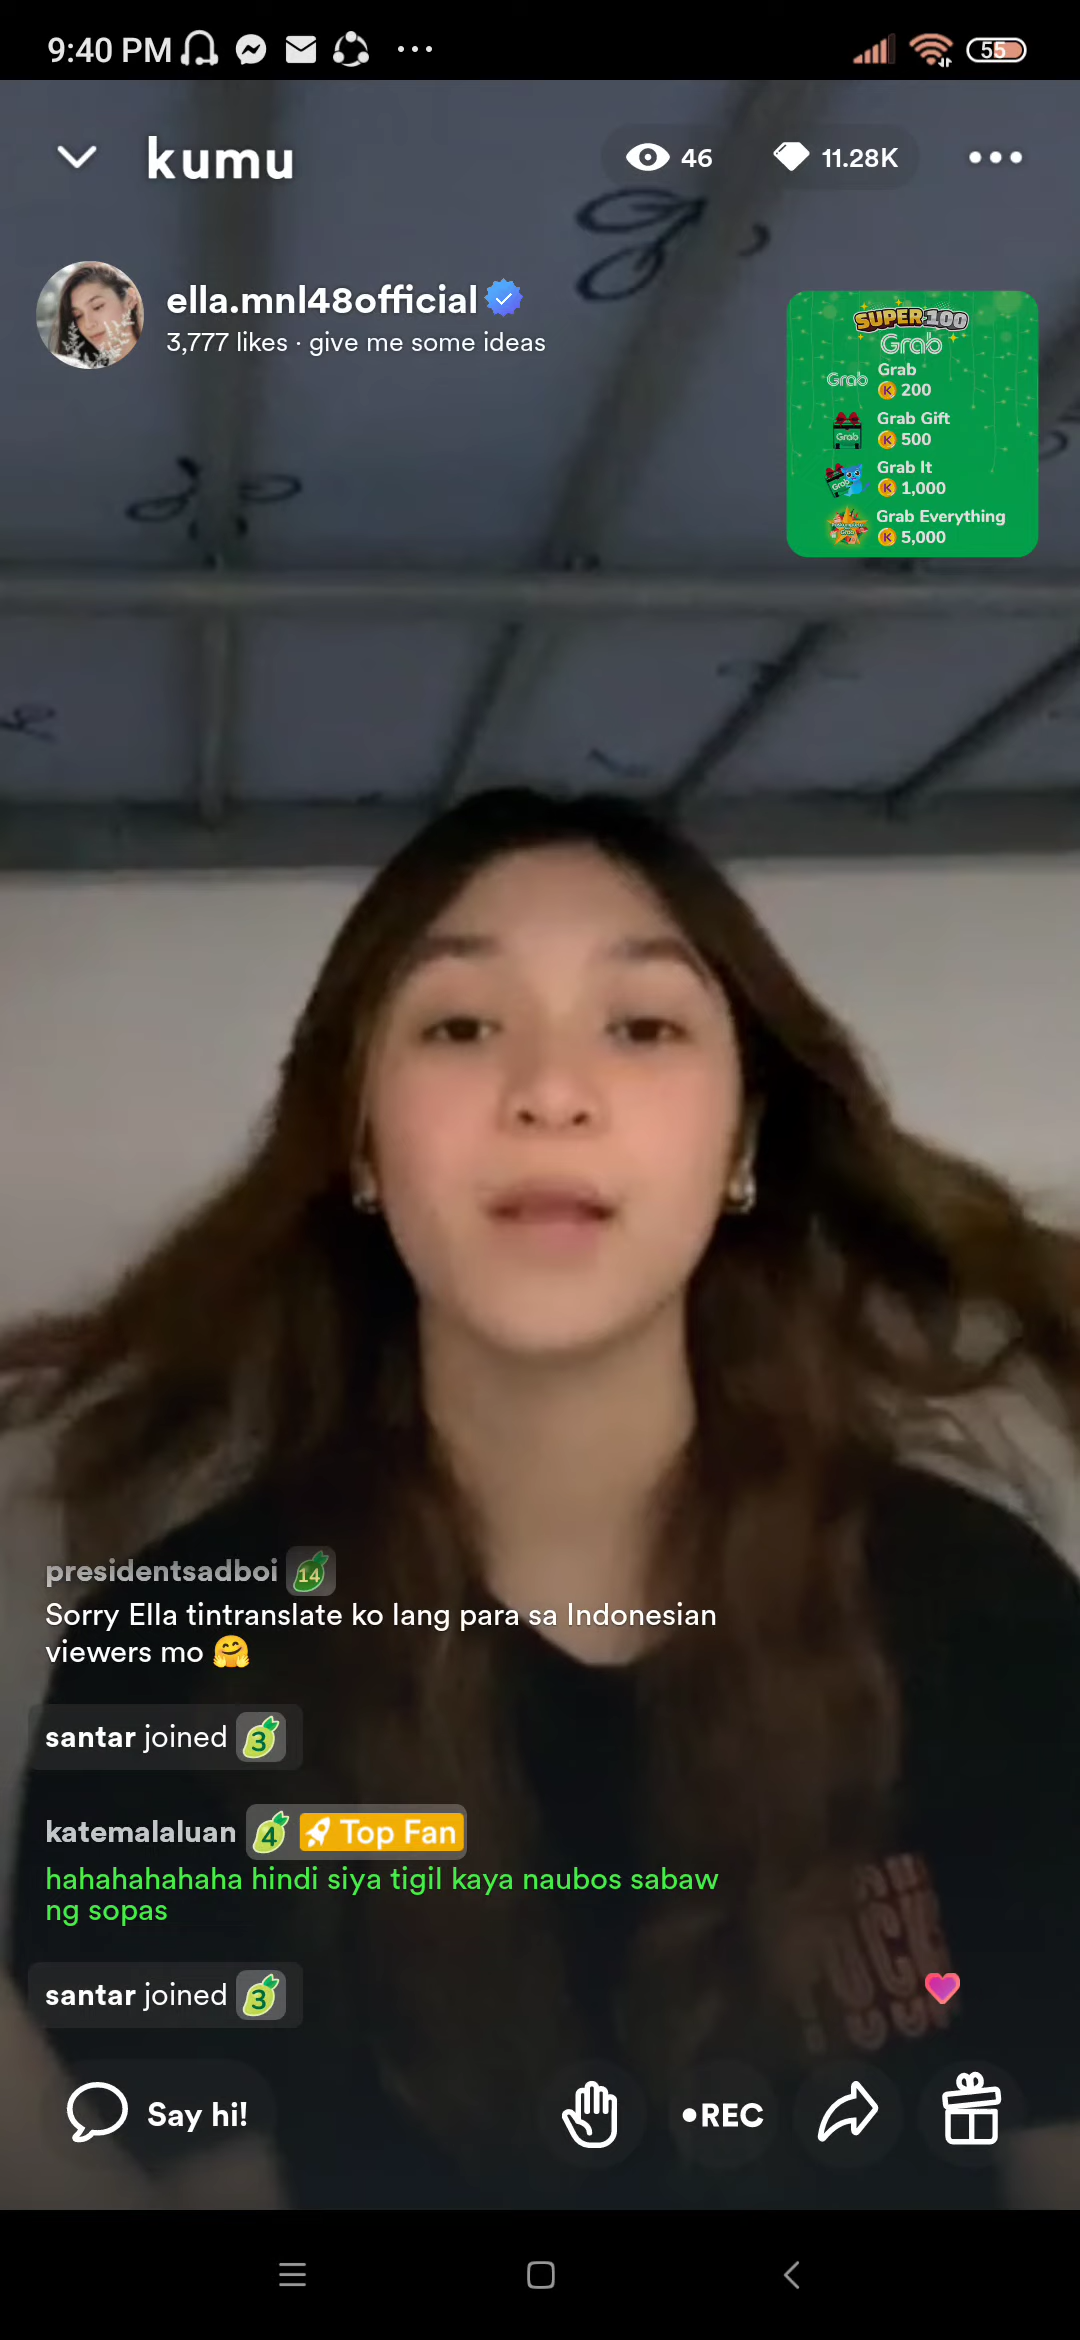 9:40 PM
55
kumu
46
11.28K
ella.mnl48official
3,777 likes · give me some ideas
SUPER 100
Grab
Grab
Grab
K 200
Grab
Grab Gift
K 500
Grab
Grab It
K 1,000
Grab Everything
K 5,000
presidentsadboi 14
Sorry Ella tintranslate ko lang para sa Indonesian
viewers mo 🤗
santar joined 3
katemalaluan 4 Top Fan
hahahahahaha hindi siya tigil kaya naubos sabaw
ng sopas
santar joined 3
Say hi!
•REC